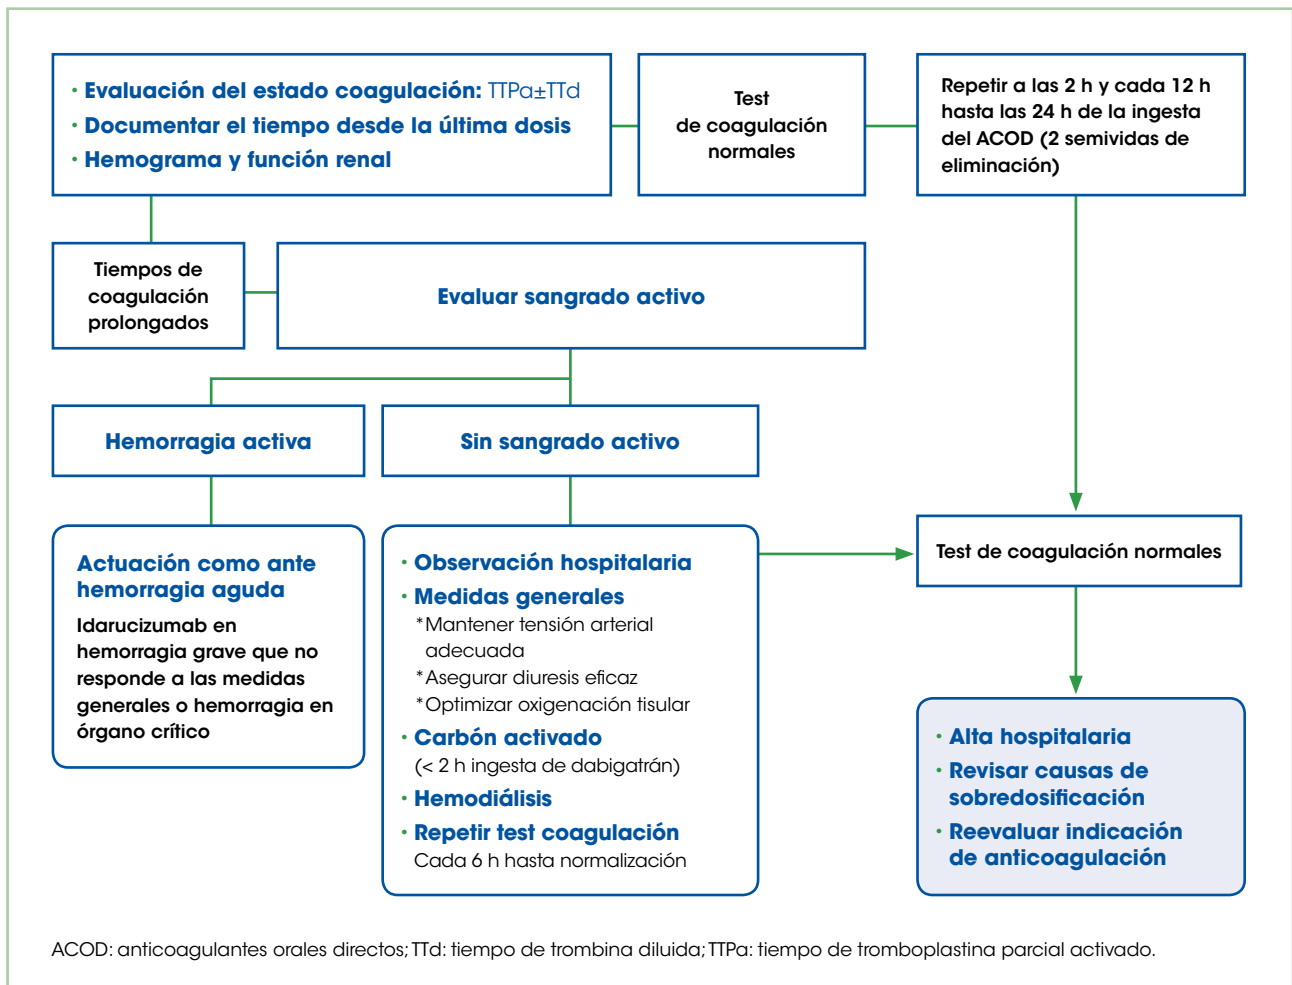 · Evaluación del estado coagulación: TTPa±TTd
· Documentar el tiempo desde la última dosis
· Hemograma y función renal
Test
de coagulación
normales
Repetir a las 2 h y cada 12 h
hasta las 24 h de la ingesta
del ACOD (2 semividas de
eliminación)
Tiempos de
coagulación
prolongados
Evaluar sangrado activo
Hemorragia activa
Sin sangrado activo
Actuación como ante
hemorragia aguda
Idarucizumab en
hemorragia grave que no
responde a las medidas
generales o hemorragia en
órgano crítico
· Observación hospitalaria
· Medidas generales
*Mantener tensión arterial
adecuada
*Asegurar diuresis eficaz
*Optimizar oxigenación tisular
· Carbón activado
(< 2 h ingesta de dabigatrán)
· Hemodiálisis
· Repetir test coagulación
Cada 6 h hasta normalización
Test de coagulación normales
· Alta hospitalaria
· Revisar causas de
sobredosificación
· Reevaluar indicación
de anticoagulación
ACOD: anticoagulantes orales directos; TTd: tiempo de trombina diluida; TTPa: tiempo de tromboplastina parcial activado.